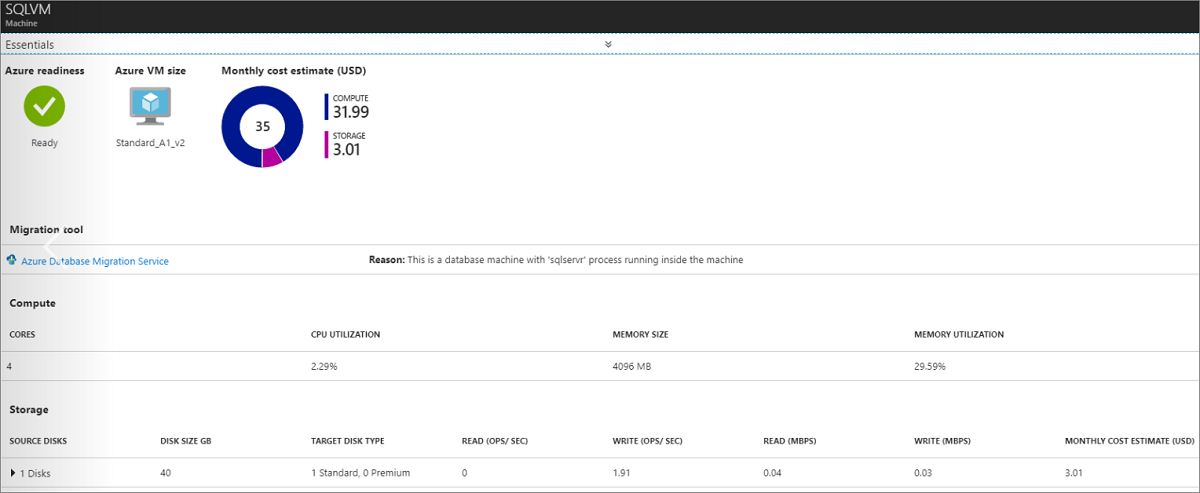 SQLVM
Machine
Essentials
Azure readiness Azure VM size Monthly cost estimate (USD)
COMPUTE
31.99
35
STORAGE
3.01
Ready Standard_A1_v2
Migration tool
Azure Database Migration Service Reason: This is a database machine with 'sqlservr' process running inside the machine
Compute
CORES CPU UTILIZATION MEMORY SIZE MEMORY UTILIZATION
4 2.29% 4096 MB 29.59%
Storage
SOURCE DISKS DISK SIZE GB TARGET DISK TYPE READ (OPS/ SEC) WRITE (OPS/ SEC) READ (MBPS) WRITE (MBPS) MONTHLY COST ESTIMATE (USD)
1 Disks 40 1 Standard, 0 Premium 0 1.91 0.04 0.03 3.01